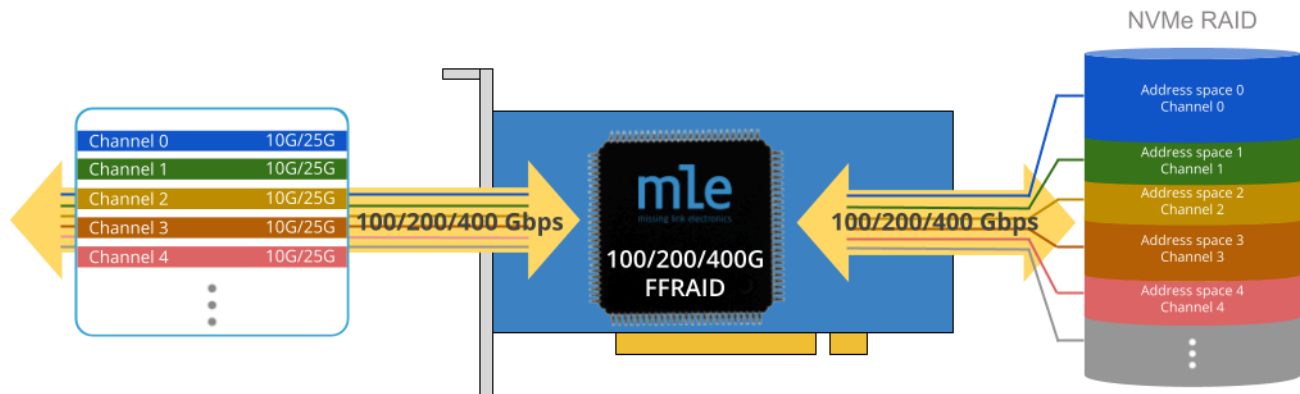 NVMe RAID
Channel 0 10G/25G
Channel 1 10G/25G
Channel 2 10G/25G
Channel 3 10G/25G
Channel 4 10G/25G
100/200/400 Gbps
mle
missing link electronics
100/200/400G
FFRAID
100/200/400 Gbps
Address space 0
Channel 0
Address space 1
Channel 1
Address space 2
Channel 2
Address space 3
Channel 3
Address space 4
Channel 4